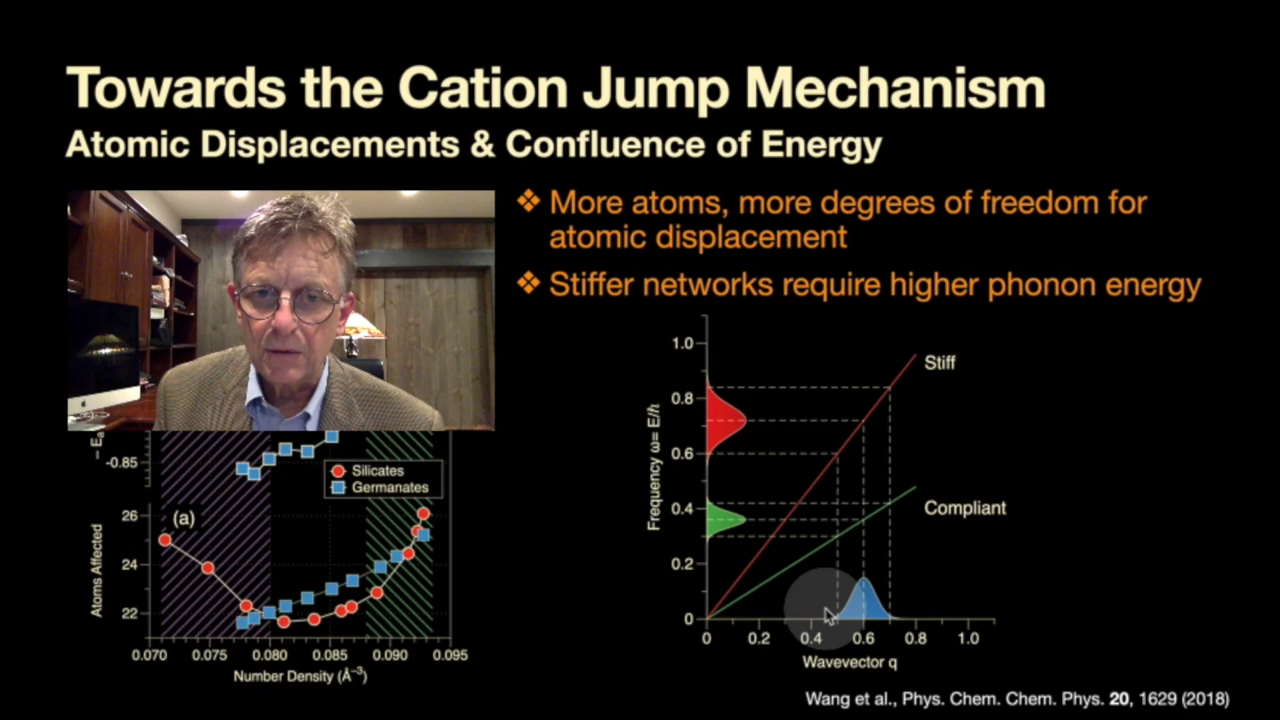 Towards the Cation Jump Mechanism
Atomic Displacements & Confluence of Energy
❖ More atoms, more degrees of freedom for
atomic displacement
❖ Stiffer networks require higher phonon energy
-0.85
Silicates
Germanates
(a)
Atoms Affected
26
24
22
0.070 0.075 0.080 0.085 0.090 0.095
Number Density (Å⁻³)
Frequency ω= E/ℏ
1.0
0.8
0.6
0.4
0.2
0
Stiff
Compliant
0 0.2 0.4 0.6 0.8 1.0
Wavevector q
Wang et al., Phys. Chem. Chem. Phys. 20, 1629 (2018)